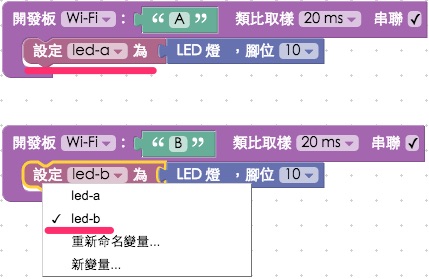 開發板 Wi-Fi : “ A ” 類比取樣 20 ms 串聯 ✓
設定 led-a 為 LED 燈 ，腳位 10
開發板 Wi-Fi : “ B ” 類比取樣 20 ms 串聯 ✓
設定 led-b 為 LED 燈 ，腳位 10
led-a
✓ led-b
重新命名變量...
新變量...